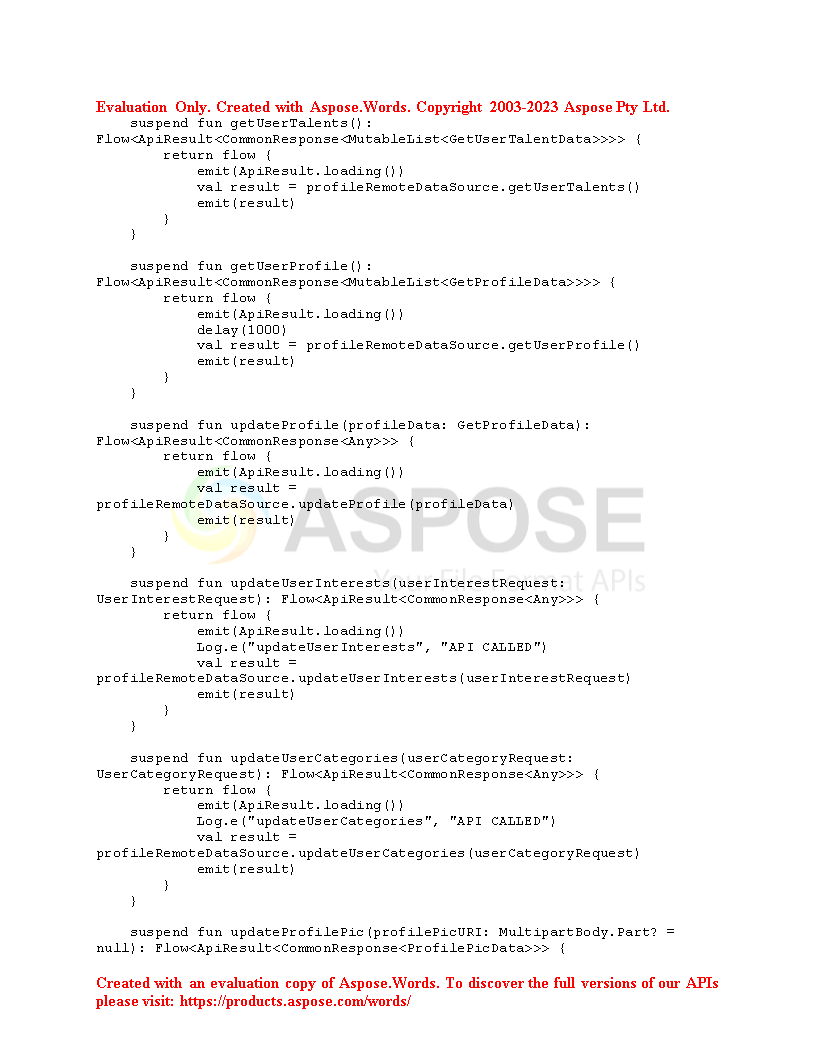 Evaluation Only. Created with Aspose.Words. Copyright 2003-2023 Aspose Pty Ltd.
    suspend fun getUserTalents():
Flow<ApiResult<CommonResponse<MutableList<GetUserTalentData>>>> {
        return flow {
            emit(ApiResult.loading())
            val result = profileRemoteDataSource.getUserTalents()
            emit(result)
        }
    }

    suspend fun getUserProfile():
Flow<ApiResult<CommonResponse<MutableList<GetProfileData>>>> {
        return flow {
            emit(ApiResult.loading())
            delay(1000)
            val result = profileRemoteDataSource.getUserProfile()
            emit(result)
        }
    }

    suspend fun updateProfile(profileData: GetProfileData):
Flow<ApiResult<CommonResponse<Any>>> {
        return flow {
            emit(ApiResult.loading())
            val result =
profileRemoteDataSource.updateProfile(profileData)
            emit(result)
        }
    }
ASPOSE
Your File Format APIs

    suspend fun updateUserInterests(userInterestRequest:
UserInterestRequest): Flow<ApiResult<CommonResponse<Any>>> {
        return flow {
            emit(ApiResult.loading())
            Log.e("updateUserInterests", "API CALLED")
            val result =
profileRemoteDataSource.updateUserInterests(userInterestRequest)
            emit(result)
        }
    }

    suspend fun updateUserCategories(userCategoryRequest:
UserCategoryRequest): Flow<ApiResult<CommonResponse<Any>>> {
        return flow {
            emit(ApiResult.loading())
            Log.e("updateUserCategories", "API CALLED")
            val result =
profileRemoteDataSource.updateUserCategories(userCategoryRequest)
            emit(result)
        }
    }

    suspend fun updateProfilePic(profilePicURI: MultipartBody.Part? =
null): Flow<ApiResult<CommonResponse<ProfilePicData>>> {

Created with an evaluation copy of Aspose.Words. To discover the full versions of our APIs
please visit: https://products.aspose.com/words/